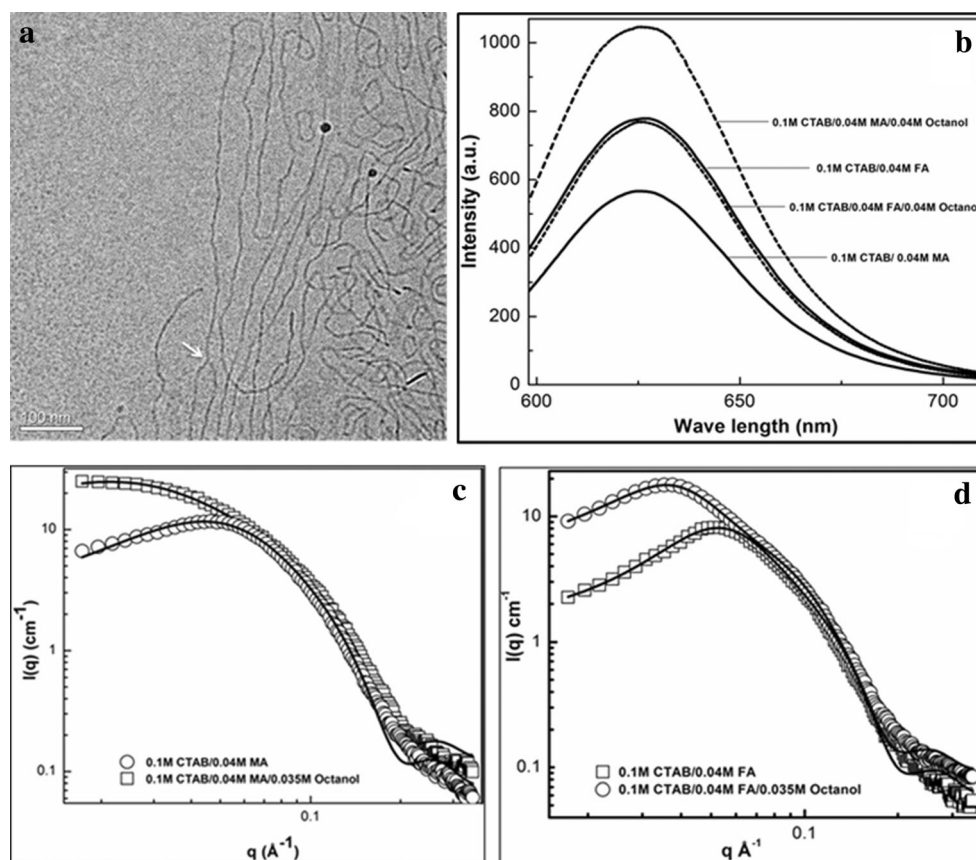 a
100 nm
b
Intensity (a.u.)
1000
800
600
400
200
0
600
650
700
Wave length (nm)
0.1M CTAB/0.04M MA/0.04M Octanol
0.1M CTAB/0.04M FA
0.1M CTAB/0.04M FA/0.04M Octanol
0.1M CTAB/ 0.04M MA
c
I(q) (cm⁻¹)
10
1
0.1
0.1M CTAB/0.04M MA
0.1M CTAB/0.04M MA/0.035M Octanol
0.1
q (Å⁻¹)
d
I(q) cm⁻¹
10
1
0.1
0.1M CTAB/0.04M FA
0.1M CTAB/0.04M FA/0.035M Octanol
0.1
q Å⁻¹